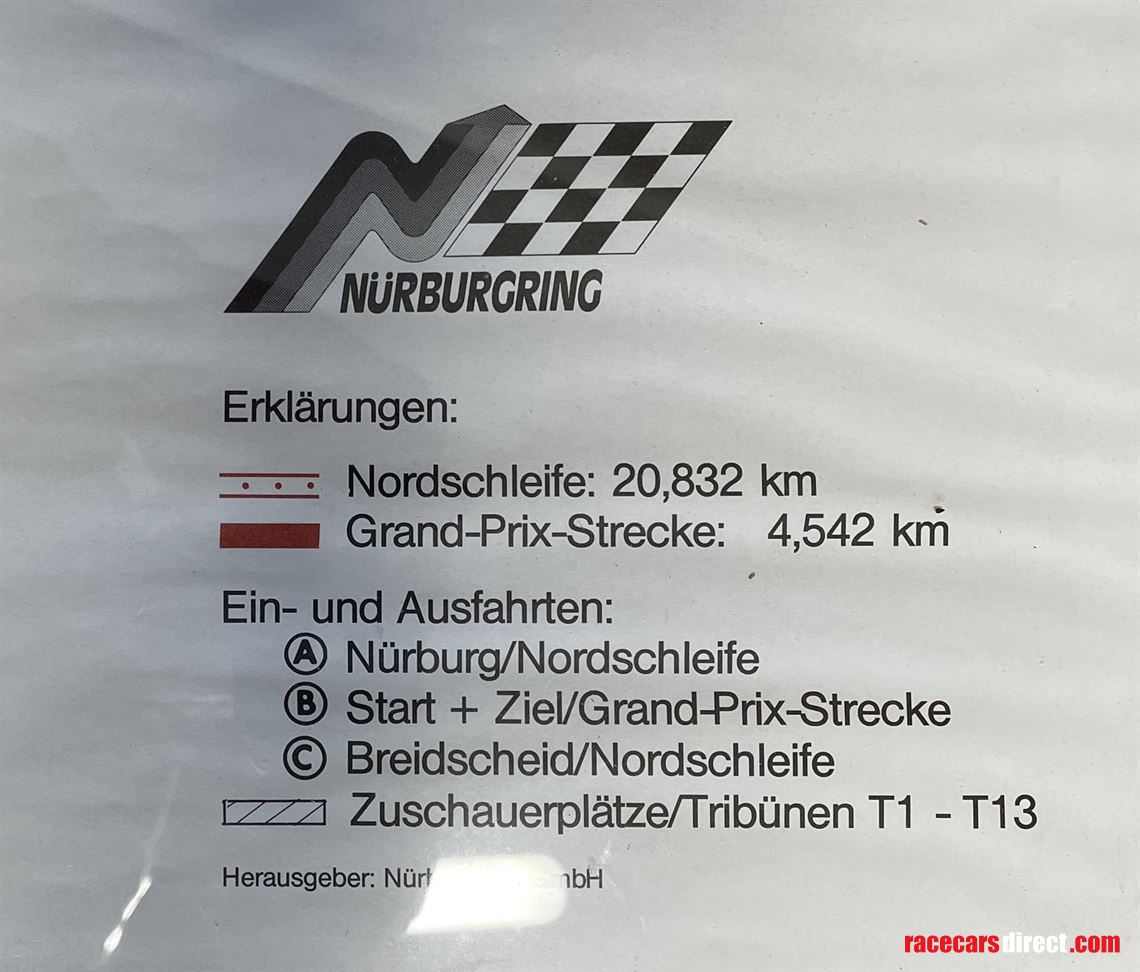 NÜRBURGRING
Erklärungen:
Nordschleife: 20,832 km
Grand-Prix-Strecke: 4,542 km
Ein- und Ausfahrten:
A Nürburg/Nordschleife
B Start + Ziel/Grand-Prix-Strecke
C Breidscheid/Nordschleife
Zuschauerplätze/Tribünen T1 - T13
Herausgeber:
racecarsdirect.com